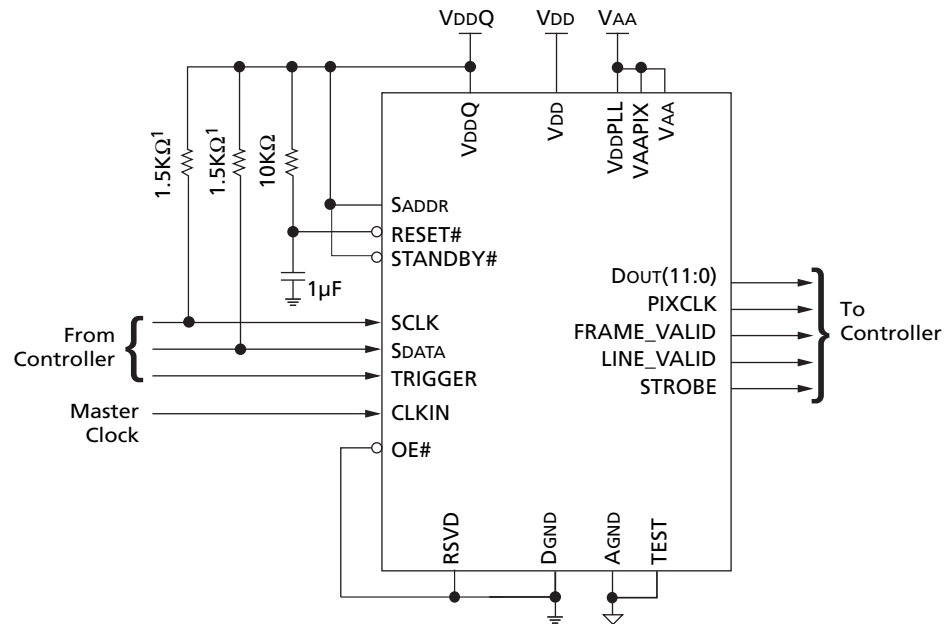 VDDQ
VDD
VAA
1.5KΩ¹
1.5KΩ¹
10KΩ
VDDQ
VDD
VDDPLL
VAAPIX
VAA
SADDR
RESET#
STANDBY#
1μF
DOUT(11:0)
PIXCLK
FRAME_VALID
LINE_VALID
STROBE
To
Controller
From
Controller
SCLK
SDATA
TRIGGER
Master
Clock
CLKIN
OE#
RSVD
DGND
AGND
TEST